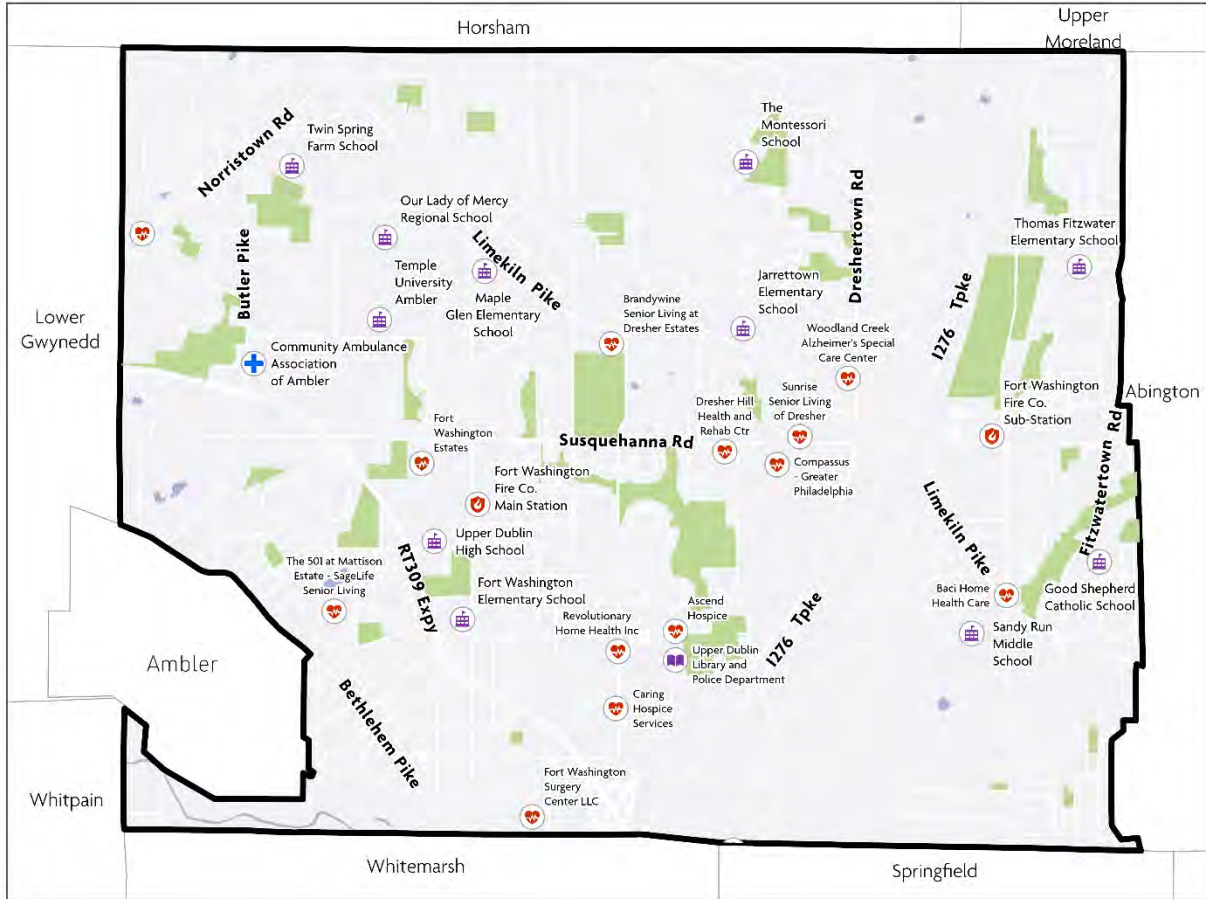 Horsham
Upper
Moreland
Norristown Rd
Twin Spring
Farm School
The
Montessori
School
Our Lady of Mercy
Regional School
Dreshertown Rd
Thomas Fitzwater
Elementary School
Butler Pike
Limekiln Pike
Temple
University
Ambler
Maple
Glen Elementary
School
Jarrettown
Elementary
School
I276 Tpke
Brandywine
Senior Living at
Dresher Estates
Lower
Gwynedd
Woodland Creek
Alzheimer's Special
Care Center
Community Ambulance
Association
of Ambler
Abington
Dresher Hill
Health and
Rehab Ctr
Sunrise
Senior Living
of Dresher
Fort Washington
Fire Co.
Sub-Station
Fort
Washington
Estates
Susquehanna Rd
Compassus
- Greater
Philadelphia
Fitzwatertown Rd
Fort Washington
Fire Co.
Main Station
Limekiln Pike
Upper Dublin
High School
The 501 at Mattison
Estate - SageLife
Senior Living
RT309 Expy
Fort Washington
Elementary School
Baci Home
Health Care
Good Shepherd
Catholic School
Revolutionary
Home Health Inc
Ascend
Hospice
I276 Tpke
Sandy Run
Middle
School
Upper Dublin
Library and
Police Department
Ambler
Caring
Hospice
Services
Bethlehem Pike
Fort Washington
Surgery
Center LLC
Whitpain
Whitemarsh
Springfield